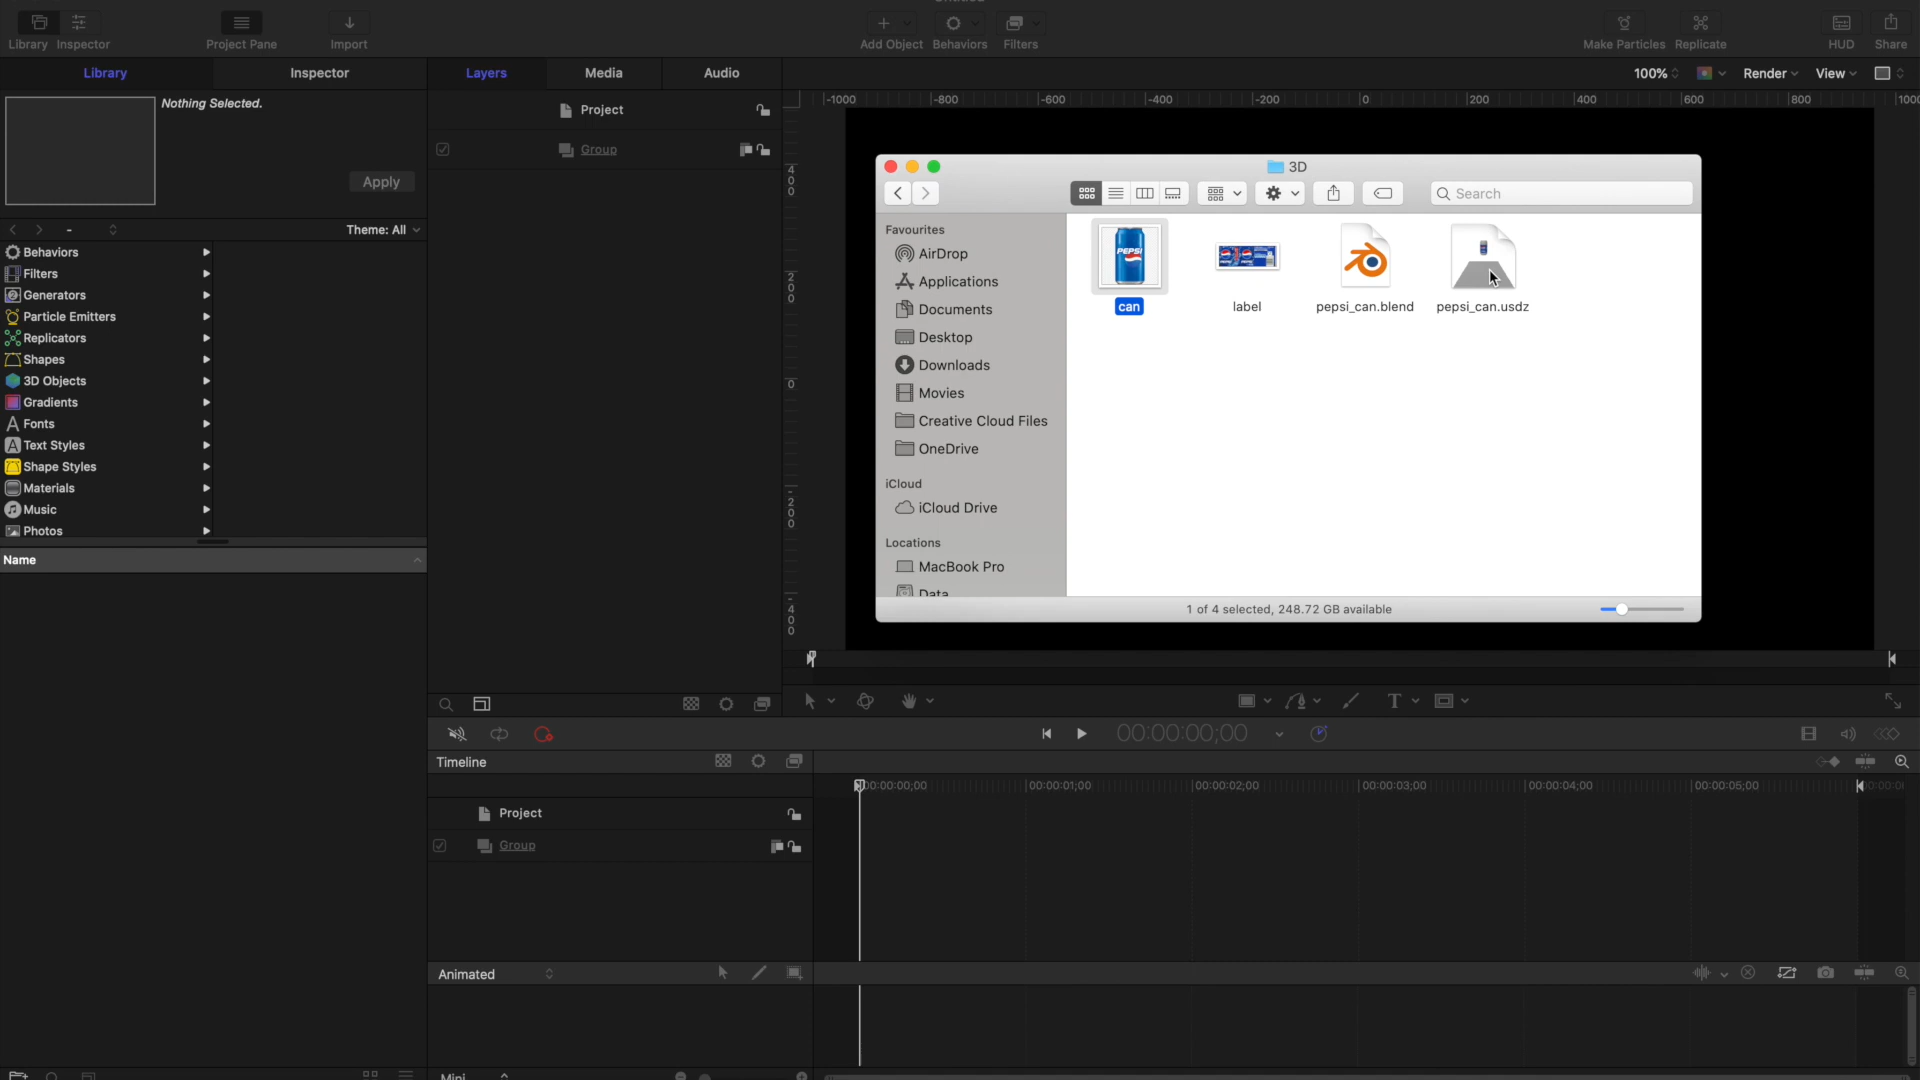 Library Inspector Project Pane Import Add Object Behaviors Filters Make Particles Replicate HUD Share
Library Inspector Layers Media Audio 100% Render View
Nothing Selected.
Apply
- Theme: All
Behaviors
Filters
Generators
Particle Emitters
Replicators
Shapes
3D Objects
Gradients
Fonts
Text Styles
Shape Styles
Materials
Music
Photos
Name
Project
Group
-1000 -800 -600 -400 -200 0 200 400 600 800
400
200
0
-200
-400
3D
Search
Favourites
AirDrop
Applications
Documents
Desktop
Downloads
Movies
Creative Cloud Files
OneDrive
iCloud
iCloud Drive
Locations
MacBook Pro
Data
PEPSI
can label pepsi_can.blend pepsi_can.usdz
1 of 4 selected, 248.72 GB available
T
00:00:00;00
Timeline
00:00:00;00 00:00:01;00 00:00:02;00 00:00:03;00 00:00:04;00 00:00:05;00
Project
Group
Animated
Mini